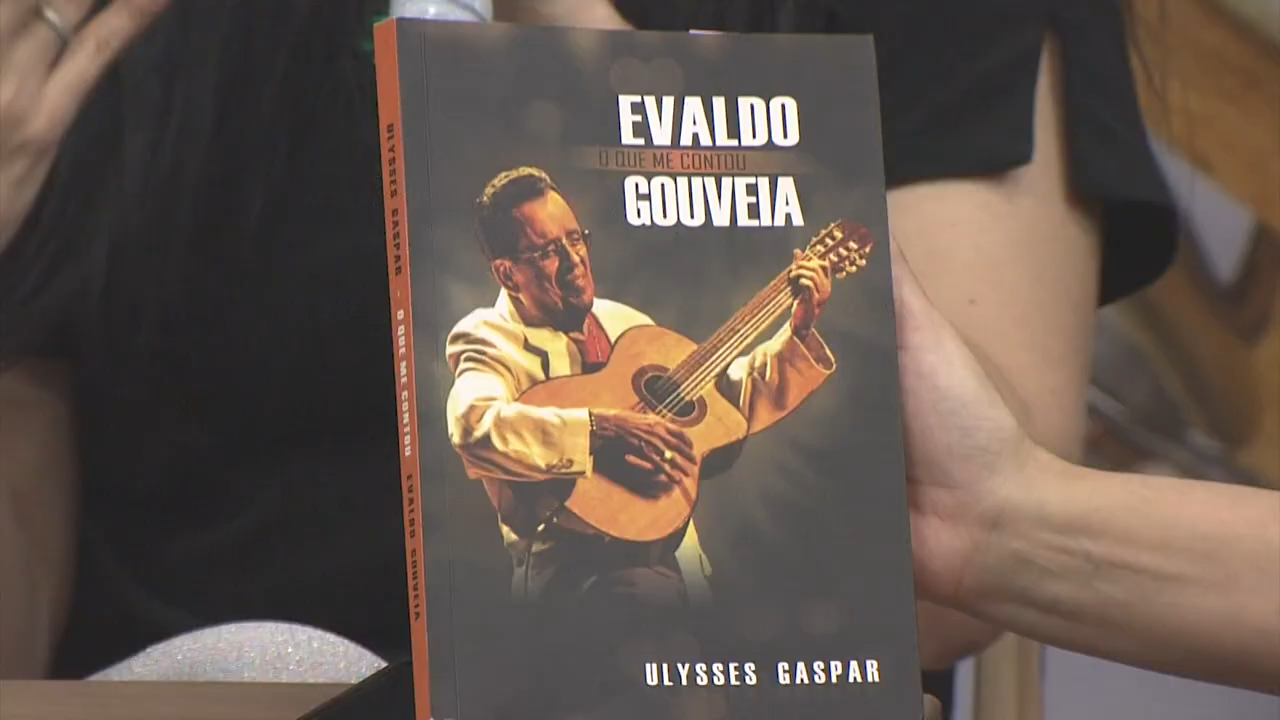 EVALDO
O QUE ME CONTOU
GOUVEIA
ULYSSES GASPAR
ULYSSES GASPAR - O QUE ME CONTOU EVALDO GOUVEIA